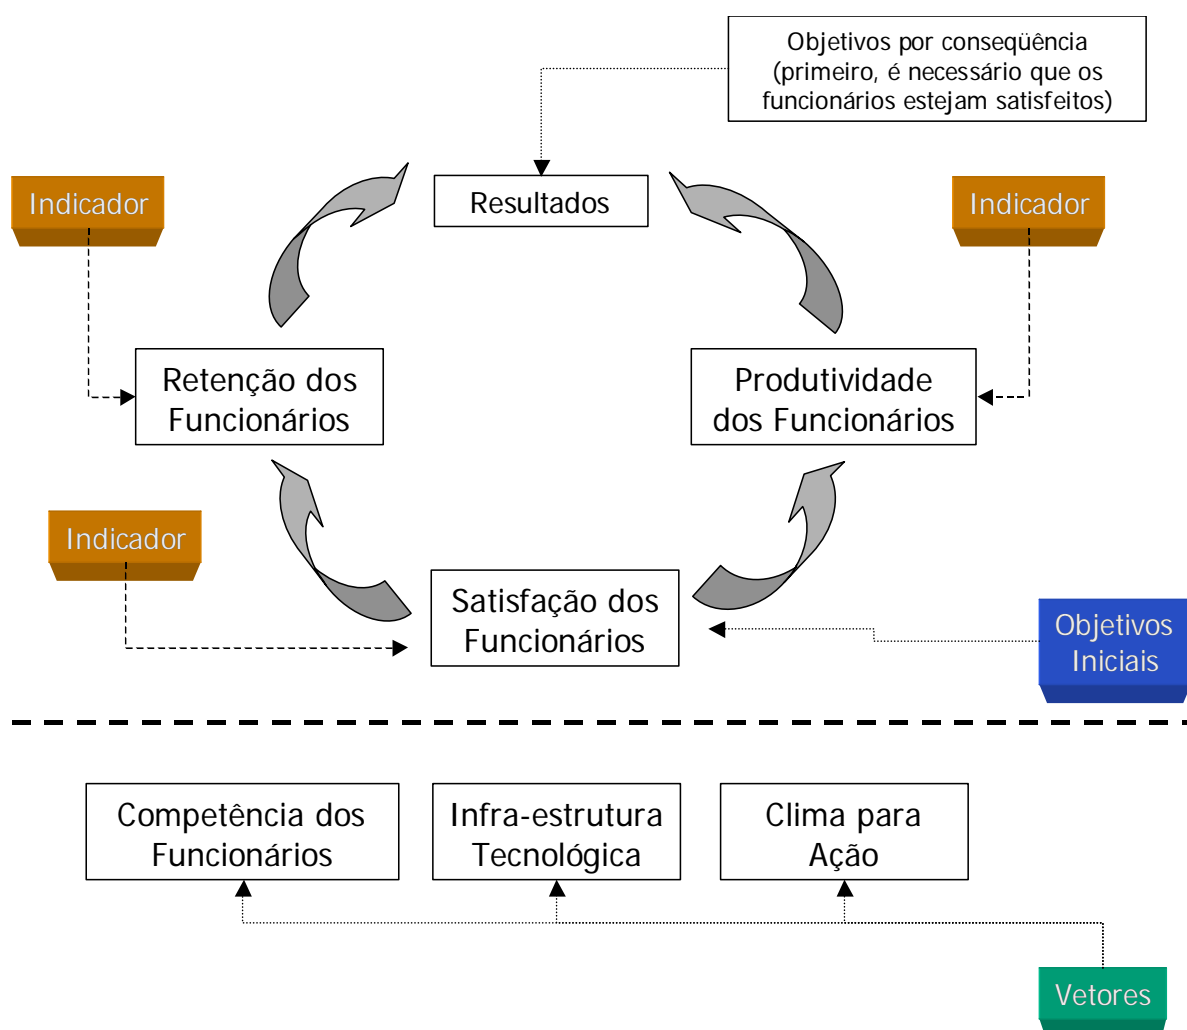 Objetivos por conseqüência
(primeiro, é necessário que os
funcionários estejam satisfeitos)
Indicador
Resultados
Indicador
Retenção dos
Funcionários
Produtividade
dos Funcionários
Indicador
Satisfação dos
Funcionários
Objetivos
Iniciais
Competência dos
Funcionários
Infra-estrutura
Tecnológica
Clima para
Ação
Vetores